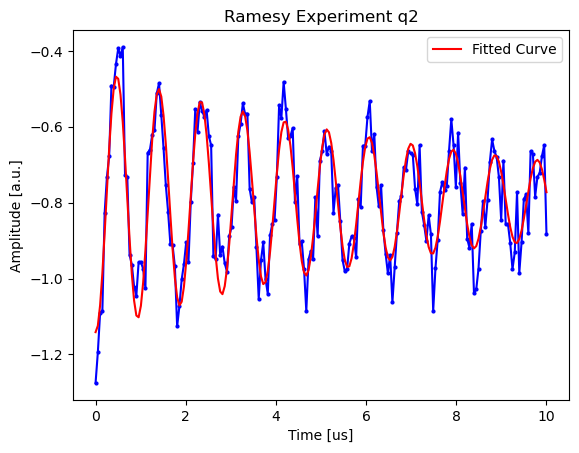 Ramesy Experiment q2
Fitted Curve
Amplitude [a.u.]
−0.4
−0.6
−0.8
−1.0
−1.2
0 2 4 6 8 10
Time [us]